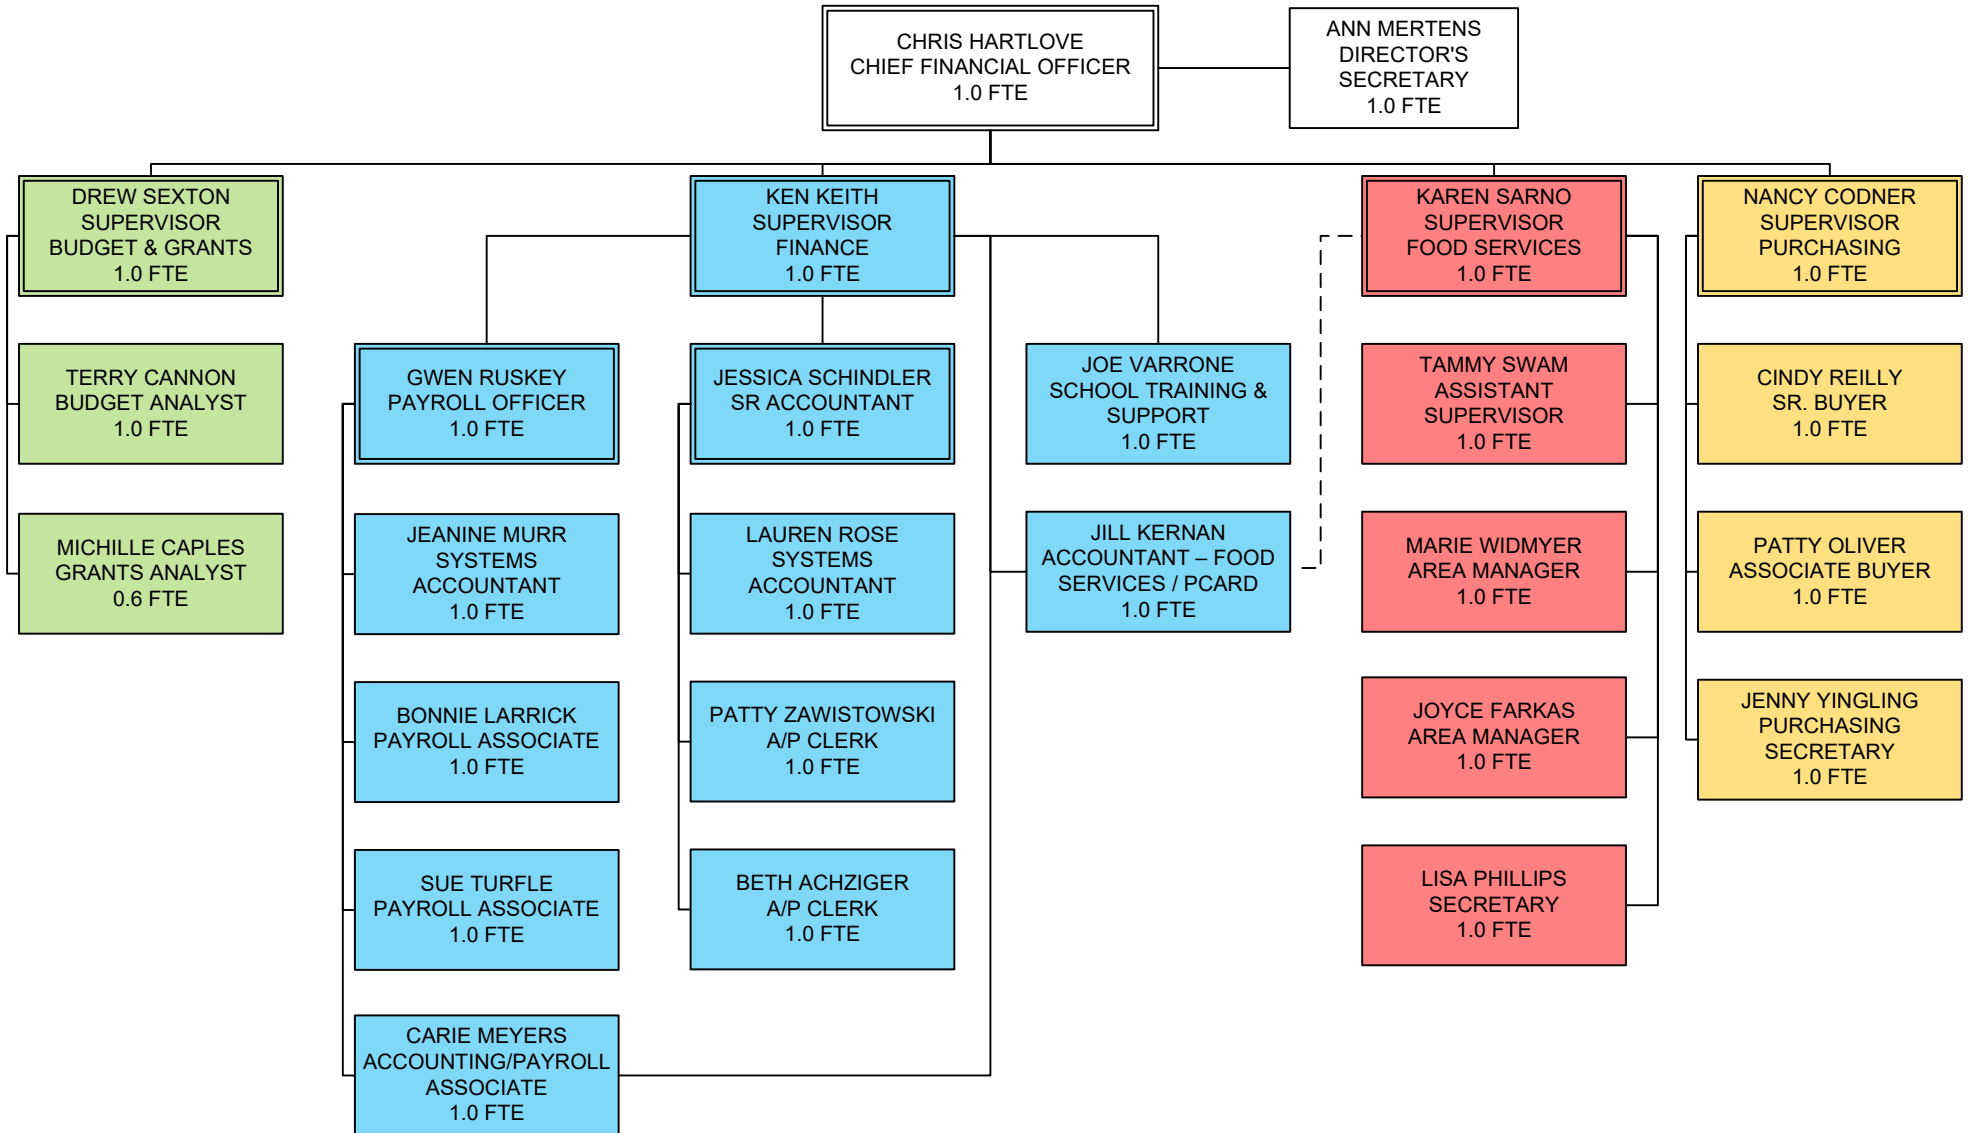 CHRIS HARTLOVE
CHIEF FINANCIAL OFFICER
1.0 FTE
ANN MERTENS
DIRECTOR'S
SECRETARY
1.0 FTE
DREW SEXTON
SUPERVISOR
BUDGET & GRANTS
1.0 FTE
KEN KEITH
SUPERVISOR
FINANCE
1.0 FTE
KAREN SARNO
SUPERVISOR
FOOD SERVICES
1.0 FTE
NANCY CODNER
SUPERVISOR
PURCHASING
1.0 FTE
TERRY CANNON
BUDGET ANALYST
1.0 FTE
GWEN RUSKEY
PAYROLL OFFICER
1.0 FTE
JESSICA SCHINDLER
SR ACCOUNTANT
1.0 FTE
JOE VARRONE
SCHOOL TRAINING &
SUPPORT
1.0 FTE
TAMMY SWAM
ASSISTANT
SUPERVISOR
1.0 FTE
CINDY REILLY
SR. BUYER
1.0 FTE
MICHILLE CAPLES
GRANTS ANALYST
0.6 FTE
JEANINE MURR
SYSTEMS
ACCOUNTANT
1.0 FTE
LAUREN ROSE
SYSTEMS
ACCOUNTANT
1.0 FTE
JILL KERNAN
ACCOUNTANT – FOOD
SERVICES / PCARD
1.0 FTE
MARIE WIDMYER
AREA MANAGER
1.0 FTE
PATTY OLIVER
ASSOCIATE BUYER
1.0 FTE
BONNIE LARRICK
PAYROLL ASSOCIATE
1.0 FTE
PATTY ZAWISTOWSKI
A/P CLERK
1.0 FTE
JOYCE FARKAS
AREA MANAGER
1.0 FTE
JENNY YINGLING
PURCHASING
SECRETARY
1.0 FTE
SUE TURFLE
PAYROLL ASSOCIATE
1.0 FTE
BETH ACHZIGER
A/P CLERK
1.0 FTE
LISA PHILLIPS
SECRETARY
1.0 FTE
CARIE MEYERS
ACCOUNTING/PAYROLL
ASSOCIATE
1.0 FTE